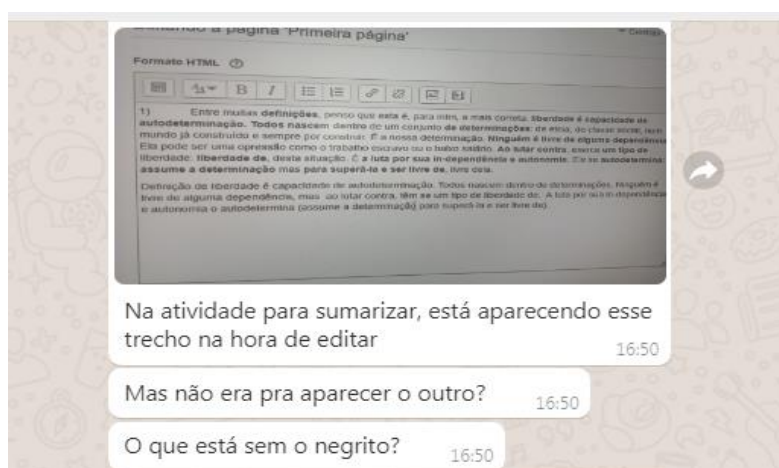 Editando a página 'Primeira página'
Formato HTML
B I
1) Entre muitas definições, penso que esta é, para mim, a mais correta: liberdade é capacidade de
autodeterminação. Todos nascem dentro de um conjunto de determinações: de etnia, de classe social, num
mundo já construído e sempre por construir. É a nossa determinação. Ninguém é livre de alguma dependência
Ela pode ser uma opressão como o trabalho escravo ou o baixo salário. Ao lutar contra, exerce um tipo de
liberdade: liberdade de, desta situação. É a luta por sua in-dependência e autonomia. Ele se autodetermina:
assume a determinação mas para superá-la e ser livre de, livre dela.
Definição de liberdade é capacidade de autodeterminação. Todos nascem dentro de determinações. Ninguém é
livre de alguma dependência, mas ao lutar contra, têm se um tipo de liberdade de. A luta por sua in-dependência
e autonomia o autodetermina (assume a determinação) para superá-la e ser livre de).
Na atividade para sumarizar, está aparecendo esse
trecho na hora de editar
16:50
Mas não era pra aparecer o outro?
16:50
O que está sem o negrito?
16:50